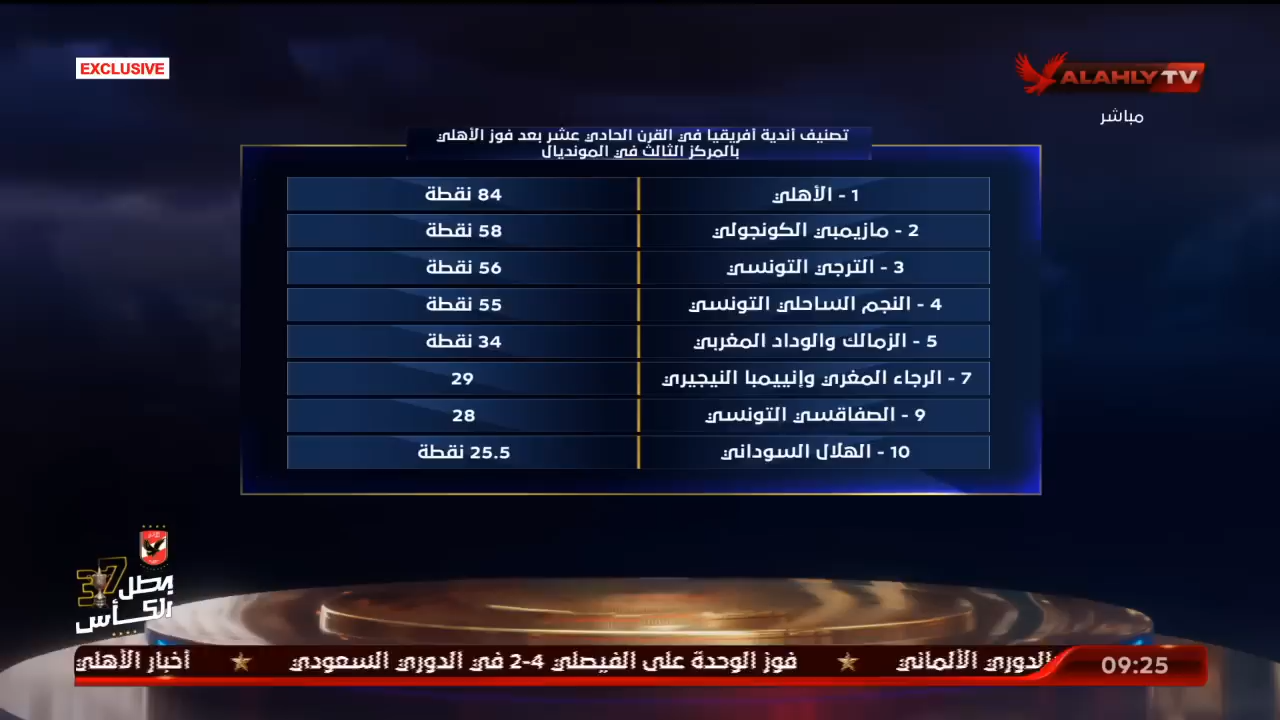 EXCLUSIVE
ALAHLY TV
مباشر
تصنيف أندية أفريقيا في القرن الحادي عشر بعد فوز الأهلي
بالمركز الثالث في المونديال
1 - الأهلي 84 نقطة
2 - مازيمبي الكونجولي 58 نقطة
3 - الترجي التونسي 56 نقطة
4 - النجم الساحلي التونسي 55 نقطة
5 - الزمالك والوداد المغربي 34 نقطة
7 - الرجاء المغري وإنييمبا النيجيري 29
9 - الصفاقسي التونسي 28
10 - الهلال السوداني 25.5 نقطة
37
بطل
الكأس
الدوري الألماني ★ فوز الوحدة على الفيصلي 4-2 في الدوري السعودي ★ أخبار الأهلي
09:25